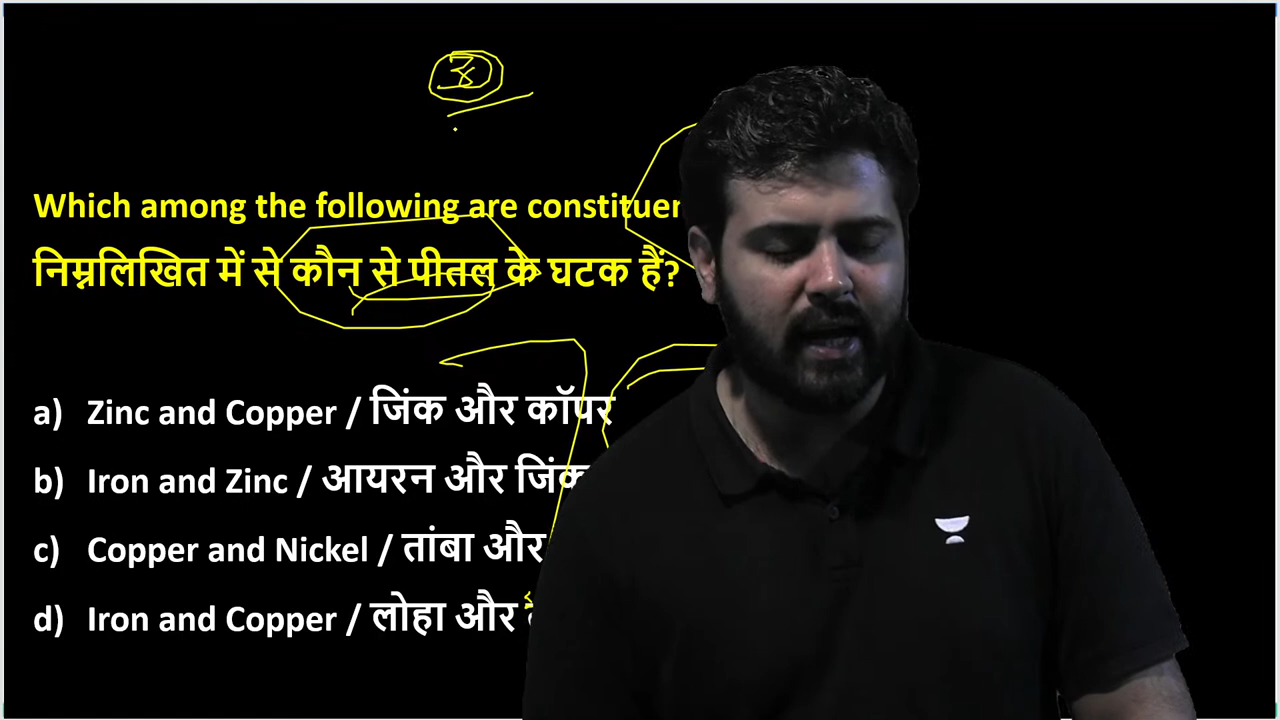 Which among the following are
निम्नलिखित में से कौन से पीतल के घटक हैं?
a) Zinc and Copper / जिंक और कॉपर
b) Iron and Zinc / आयरन और जिंक
c) Copper and Nickel / तांबा और
d) Iron and Copper / लोहा और